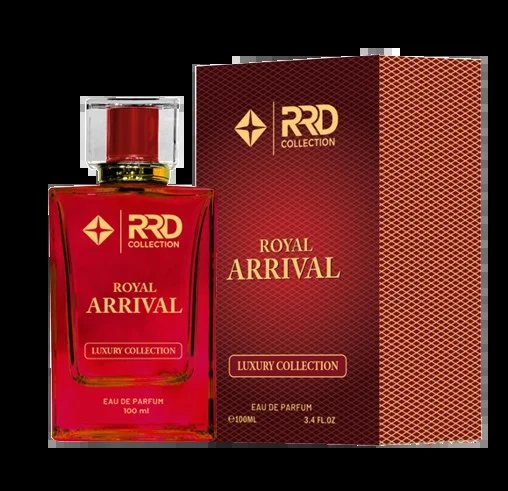 RRD
COLLECTION
ROYAL
ARRIVAL
LUXURY COLLECTION
EAU DE PARFUM
100 ml
RRD
COLLECTION
ROYAL
ARRIVAL
LUXURY COLLECTION
EAU DE PARFUM
℮100ML 3.4 FL.OZ